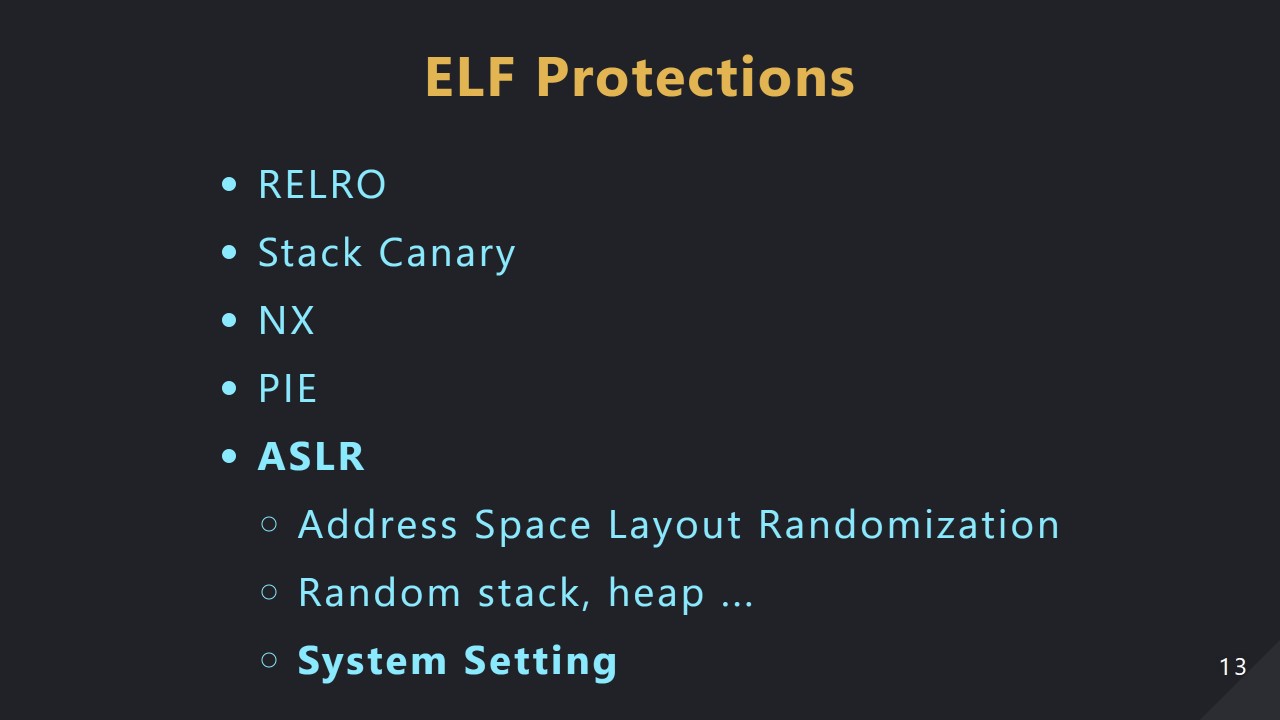 ELF Protections
RELRO
Stack Canary
NX
PIE
ASLR
Address Space Layout Randomization
Random stack, heap ...
System Setting
13